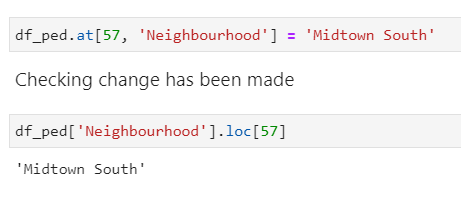 df_ped.at[57, 'Neighbourhood'] = 'Midtown South'
Checking change has been made
df_ped['Neighbourhood'].loc[57]
'Midtown South'